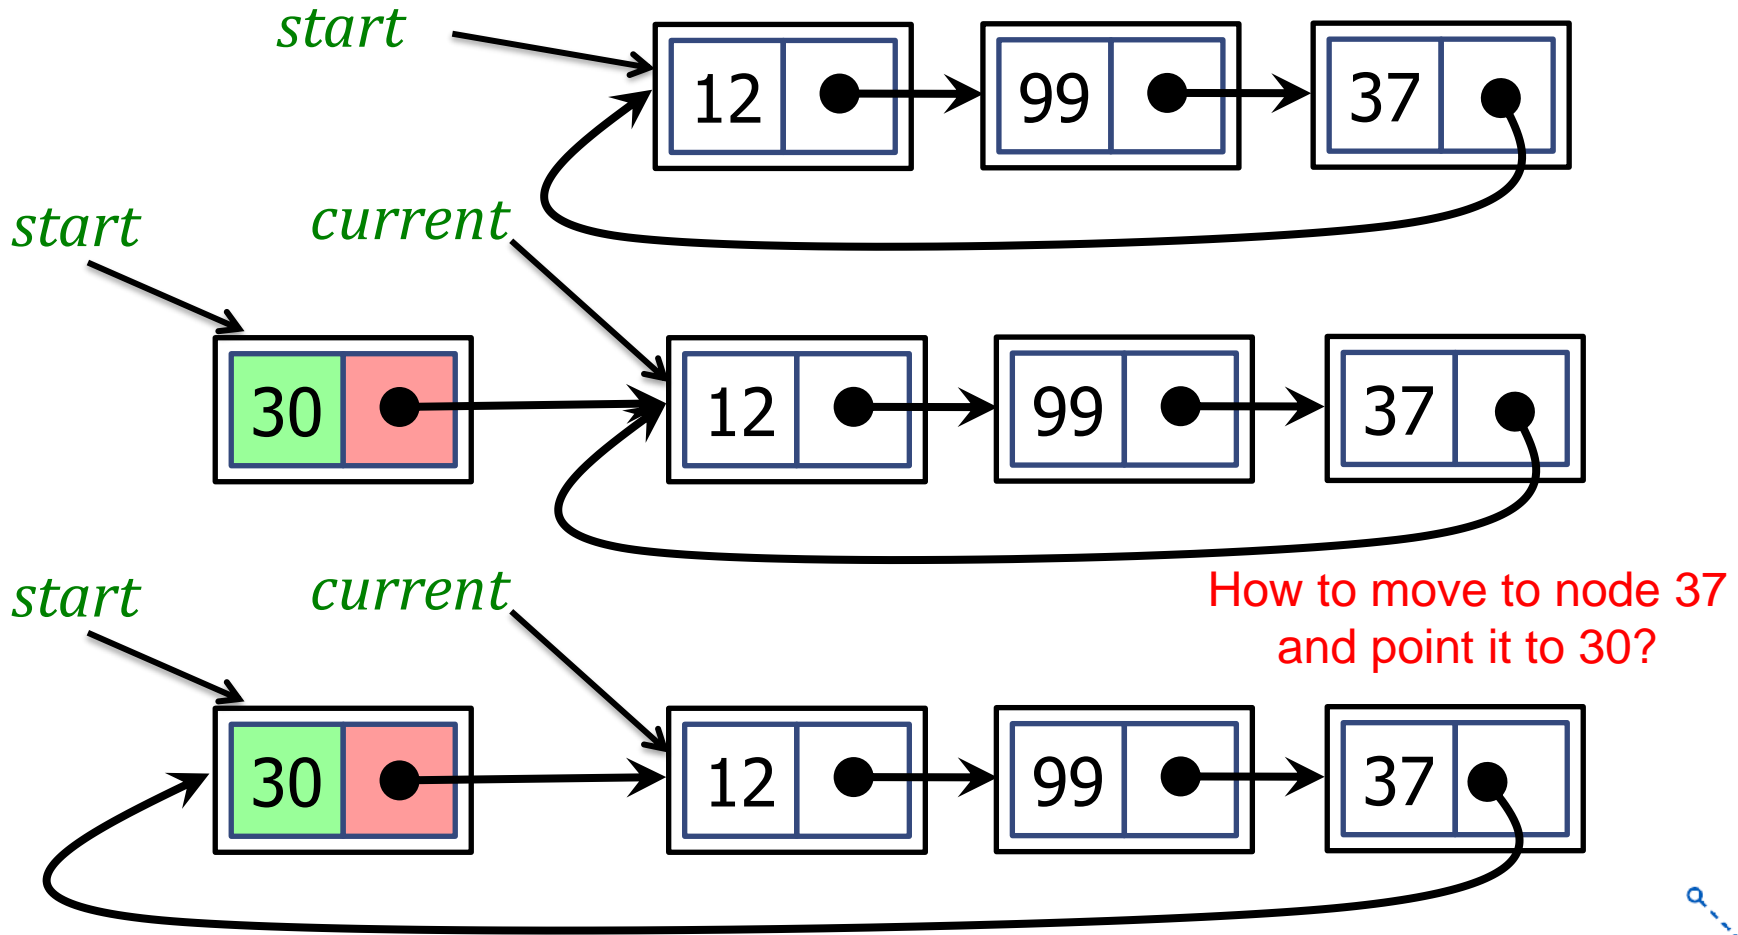 start
12 99 37
start current
30 12 99 37
start current
How to move to node 37
and point it to 30?
30 12 99 37